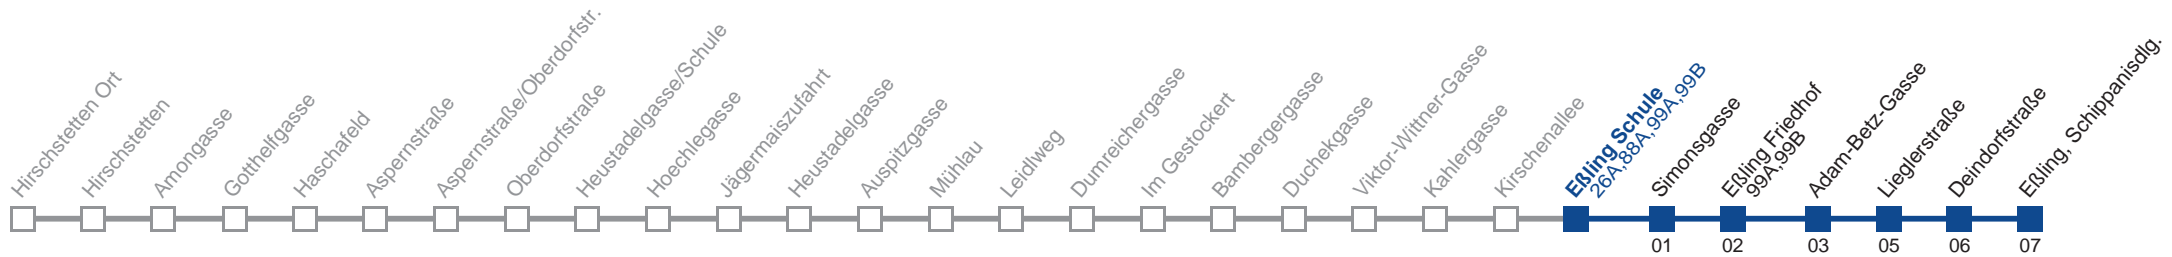 Hirschstetten Ort
Hirschstetten
Amongasse
Gotthelfgasse
Haschafeld
Aspernstraße
Aspernstraße/Oberdorfstr.
Oberdorfstraße
Heustadelgasse/Schule
Hoechlegasse
Jägermaiszufahrt
Heustadelgasse
Auspitzgasse
Mühlau
Leidlweg
Dumreichergasse
Im Gestockert
Bambergergasse
Duchekgasse
Viktor-Wittner-Gasse
Kahlergasse
Kirschenallee
Eßling Schule
26A,88A,99A,99B
Simonsgasse
Eßling Friedhof
99A,99B
Adam-Betz-Gasse
Lieglerstraße
Deindorfstraße
Eßling, Schippanisdlg.
01
02
03
05
06
07